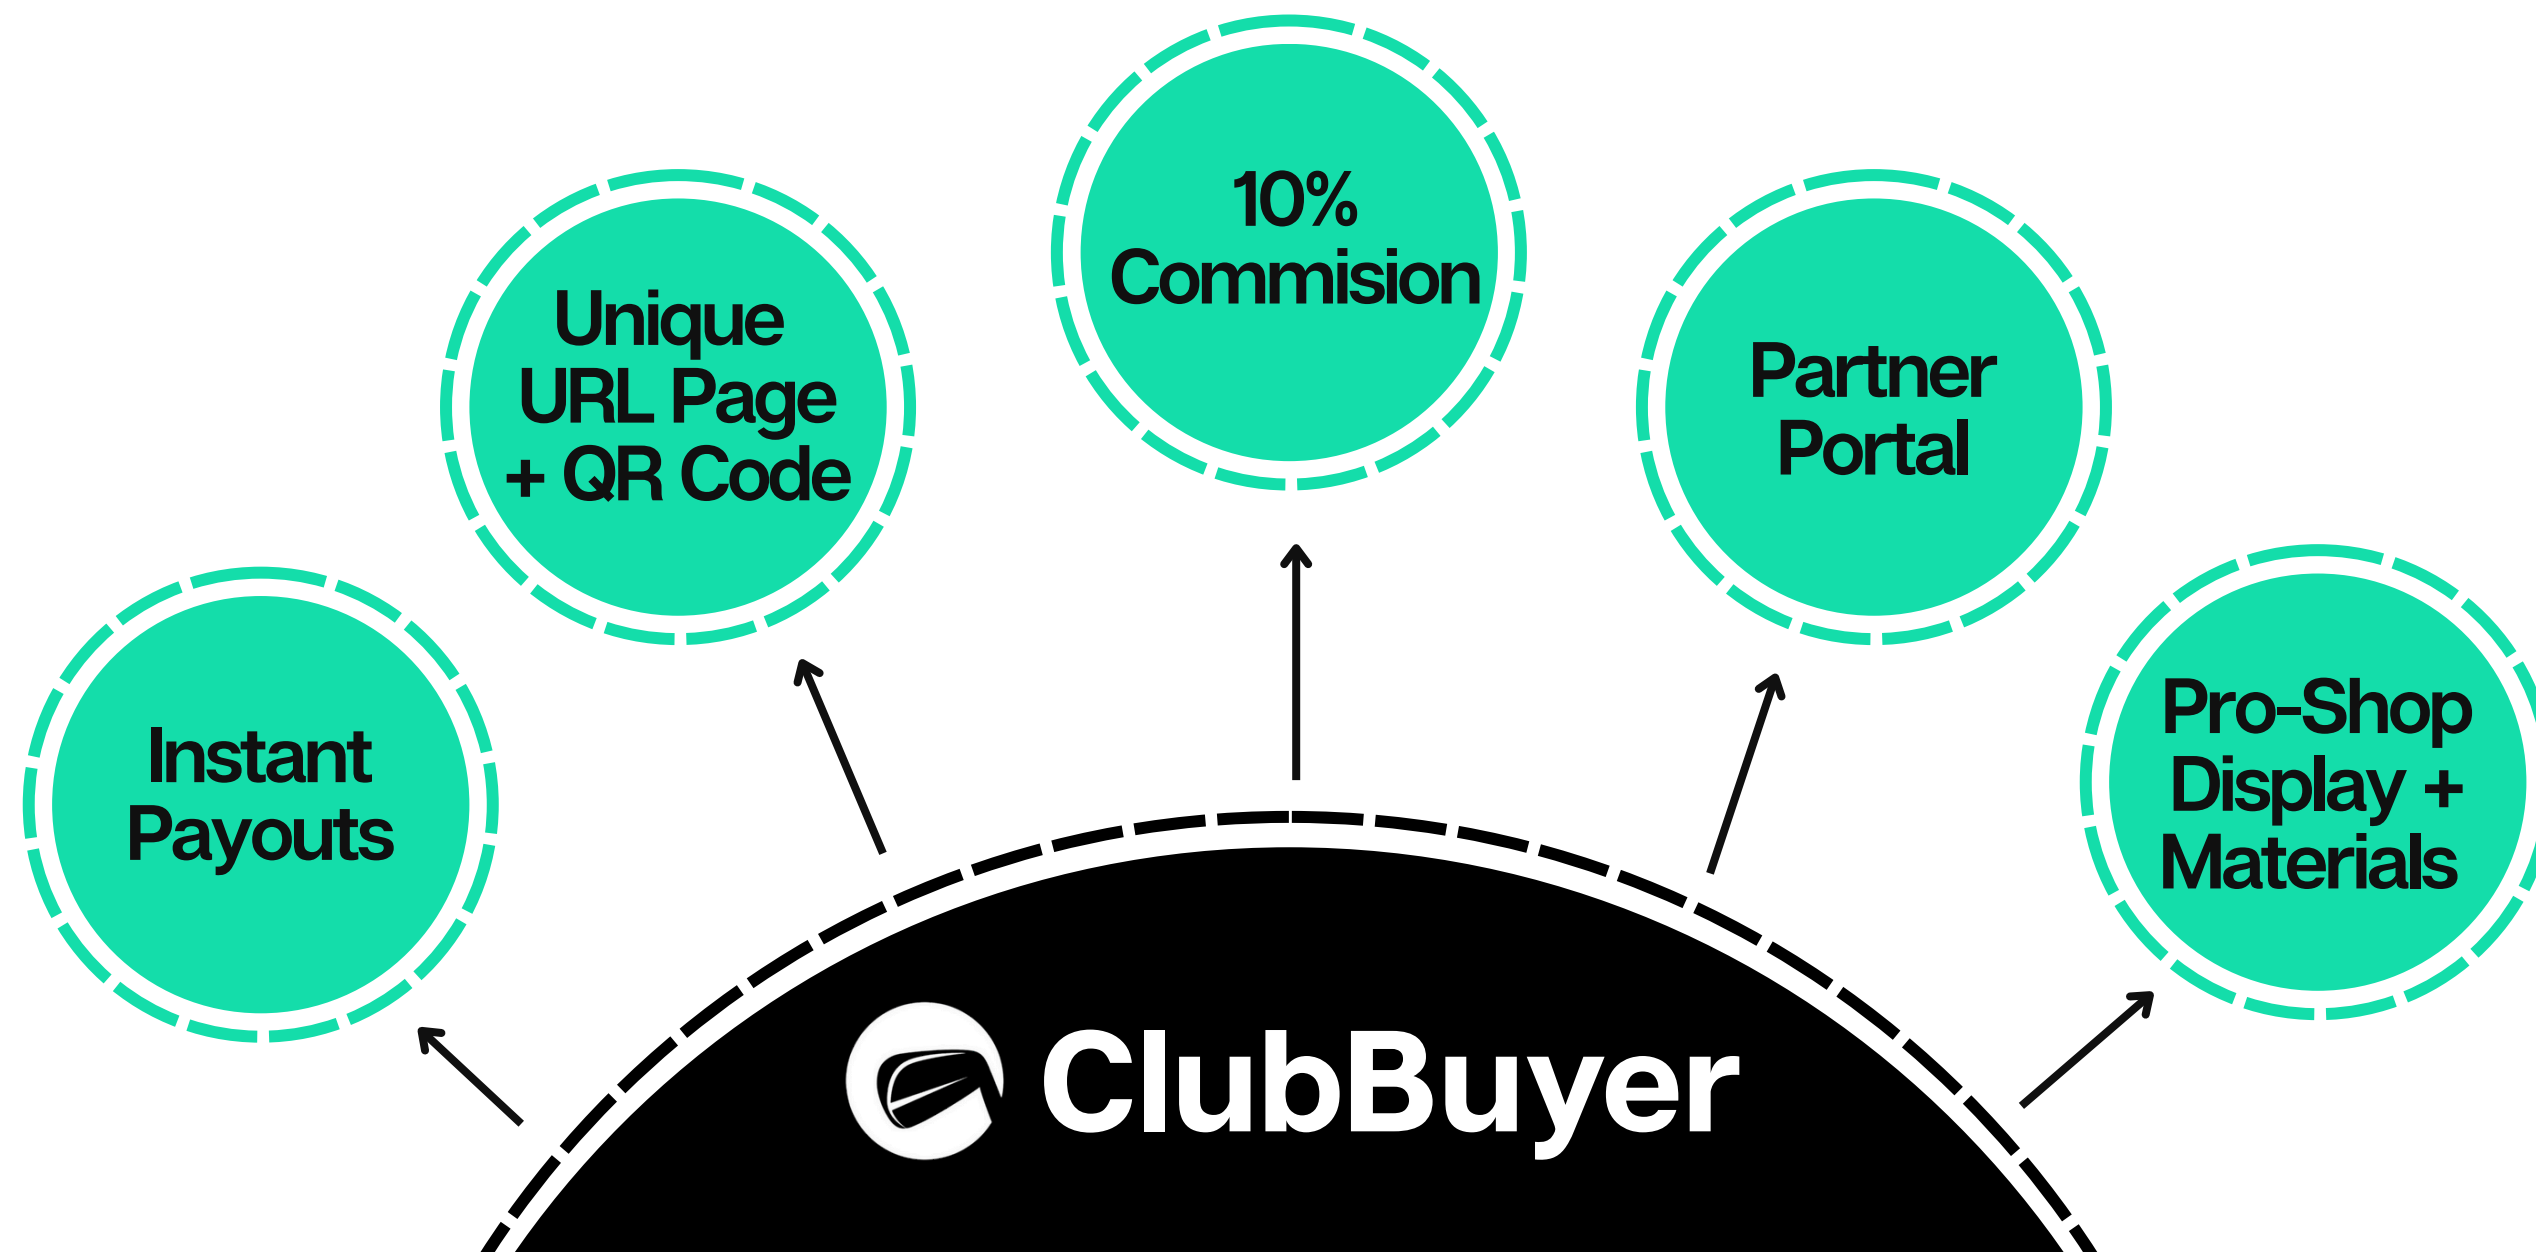 10%
Commision
Unique
URL Page
+ QR Code
Partner
Portal
Instant
Payouts
Pro-Shop
Display +
Materials
ClubBuyer